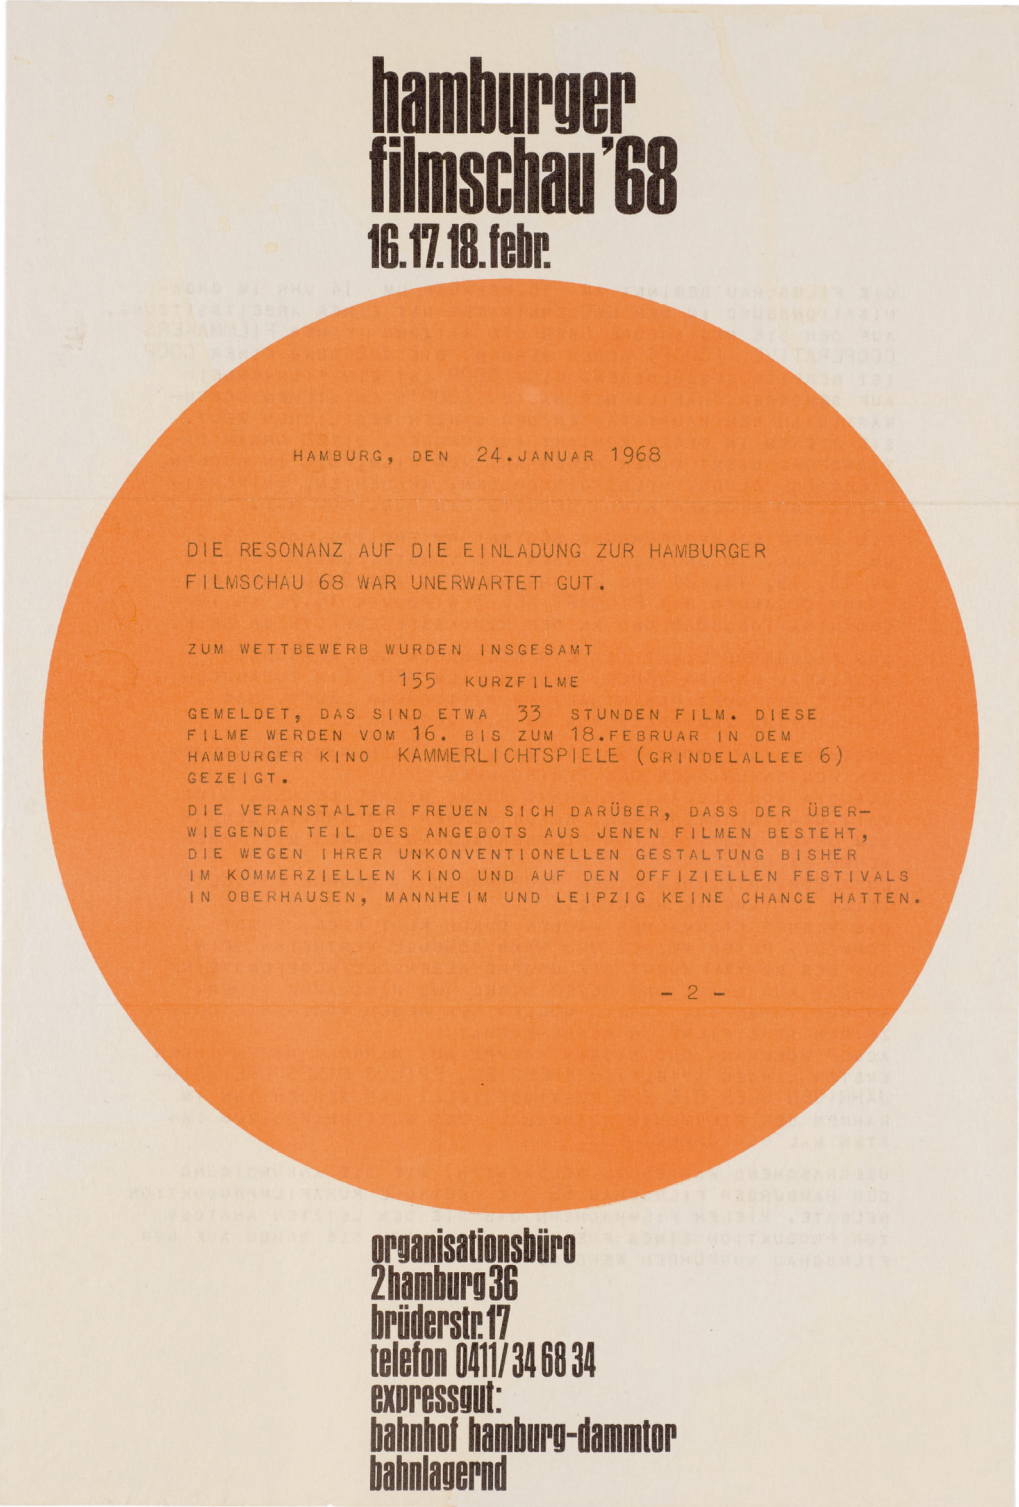 hamburger
filmschau '68
16.17.18.febr.
HAMBURG, DEN 24.JANUAR 1968
DIE RESONANZ AUF DIE EINLADUNG ZUR HAMBURGER
FILMSCHAU 68 WAR UNERWARTET GUT.
ZUM WETTBEWERB WURDEN INSGESAMT
155 KURZFILME
GEMELDET, DAS SIND ETWA 33 STUNDEN FILM. DIESE
FILME WERDEN VOM 16. BIS ZUM 18.FEBRUAR IN DEM
HAMBURGER KINO KAMMERLICHTSPIELE (GRINDELALLEE 6)
GEZEIGT.
DIE VERANSTALTER FREUEN SICH DARÜBER, DASS DER ÜBER-
WIEGENDE TEIL DES ANGEBOTS AUS JENEN FILMEN BESTEHT,
DIE WEGEN IHRER UNKONVENTIONELLEN GESTALTUNG BISHER
IM KOMMERZIELLEN KINO UND AUF DEN OFFIZIELLEN FESTIVALS
IN OBERHAUSEN, MANNHEIM UND LEIPZIG KEINE CHANCE HATTEN.
- 2 -
organisationsbüro
2 hamburg 36
brüderstr. 17
telefon 0411/34 68 34
expressgut:
bahnhof hamburg-dammtor
bahnlagernd